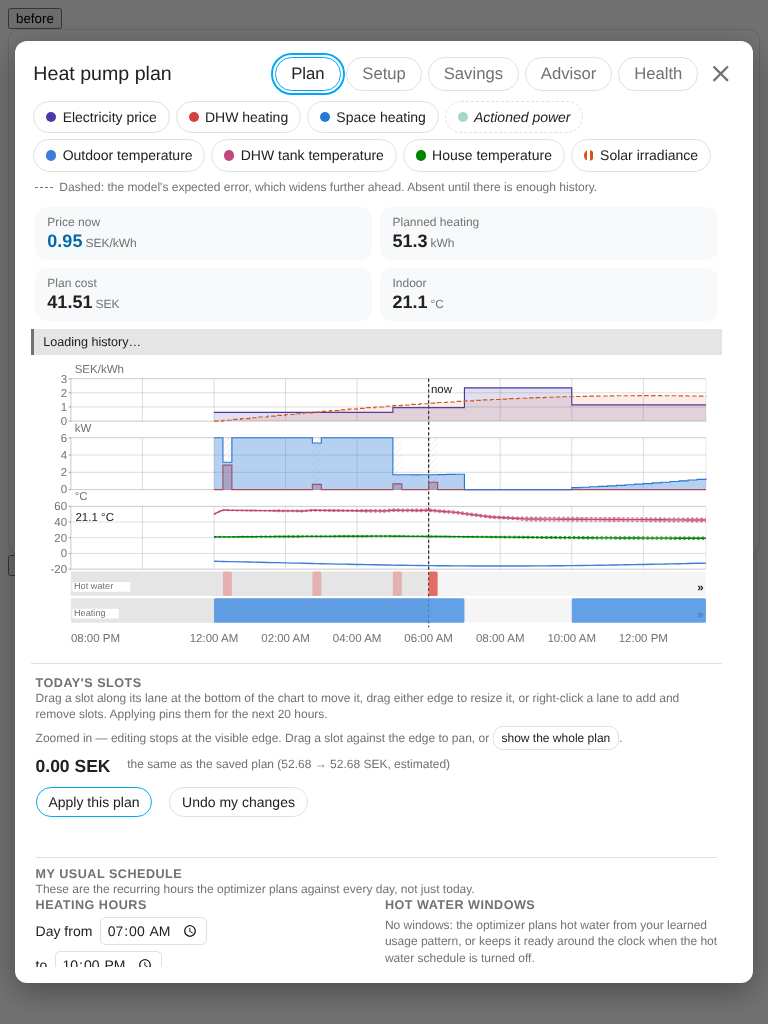 before
Heat pump plan
Plan
Setup
Savings
Advisor
Health
Electricity price
DHW heating
Space heating
Actioned power
Outdoor temperature
DHW tank temperature
House temperature
Solar irradiance
Dashed: the model's expected error, which widens further ahead. Absent until there is enough history.
Price now
0.95 SEK/kWh
Planned heating
51.3 kWh
Plan cost
41.51 SEK
Indoor
21.1 °C
Loading history…
SEK/kWh
3
2
1
0
now
kW
6
4
2
0
°C
60
40
20
0
-20
21.1 °C
Hot water
»
Heating
»
08:00 PM 12:00 AM 02:00 AM 04:00 AM 06:00 AM 08:00 AM 10:00 AM 12:00 PM
TODAY'S SLOTS
Drag a slot along its lane at the bottom of the chart to move it, drag either edge to resize it, or right-click a lane to add and
remove slots. Applying pins them for the next 20 hours.
Zoomed in — editing stops at the visible edge. Drag a slot against the edge to pan, or show the whole plan.
0.00 SEK the same as the saved plan (52.68 → 52.68 SEK, estimated)
Apply this plan
Undo my changes
MY USUAL SCHEDULE
These are the recurring hours the optimizer plans against every day, not just today.
HEATING HOURS
Day from 07:00 AM
to 10:00 PM
HOT WATER WINDOWS
No windows: the optimizer plans hot water from your learned
usage pattern, or keeps it ready around the clock when the hot
water schedule is turned off.